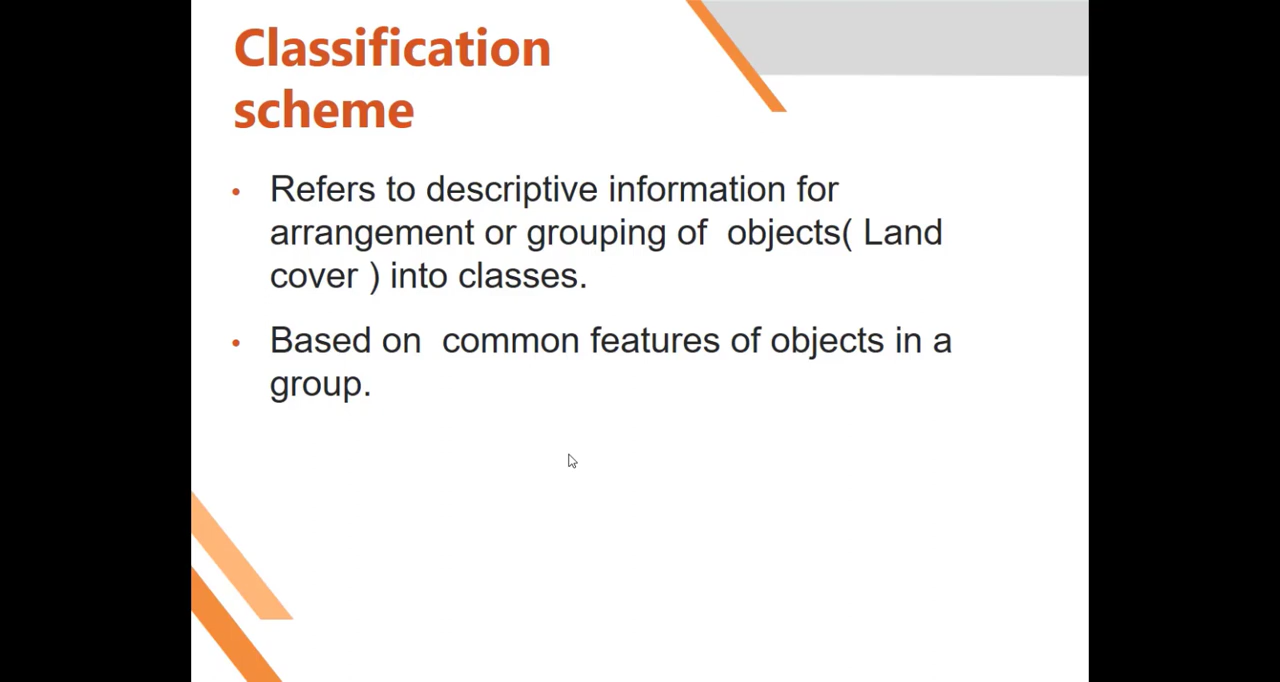 Classification
scheme
• Refers to descriptive information for
arrangement or grouping of  objects( Land
cover ) into classes.
• Based on  common features of objects in a
group.